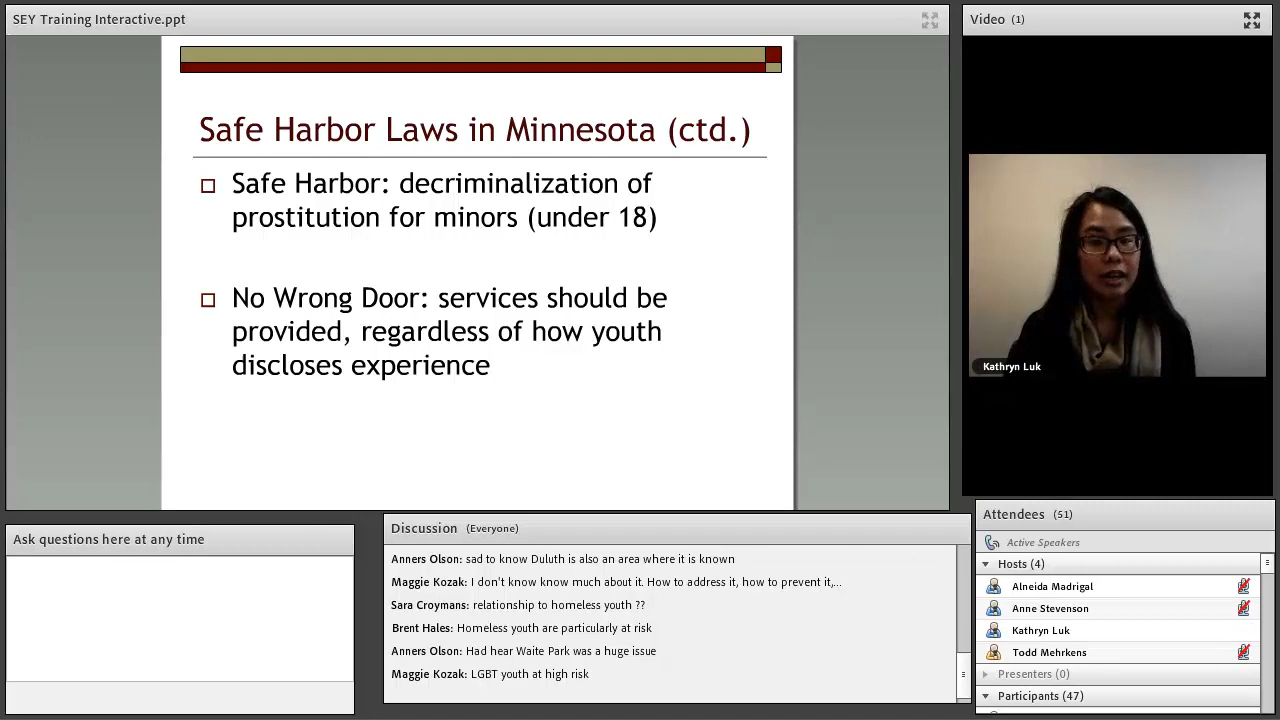 SEY Training Interactive.ppt
Safe Harbor Laws in Minnesota (ctd.)
Safe Harbor: decriminalization of
prostitution for minors (under 18)
No Wrong Door: services should be
provided, regardless of how youth
discloses experience
Video (1)
Kathryn Luk
Ask questions here at any time
Discussion (Everyone)
Anners Olson: sad to know Duluth is also an area where it is known
Maggie Kozak: I don't know know much about it. How to address it, how to prevent it,...
Sara Croymans: relationship to homeless youth ??
Brent Hales: Homeless youth are particularly at risk
Anners Olson: Had hear Waite Park was a huge issue
Maggie Kozak: LGBT youth at high risk
Attendees (51)
Active Speakers
Hosts (4)
Alneida Madrigal
Anne Stevenson
Kathryn Luk
Todd Mehrkens
Presenters (0)
Participants (47)